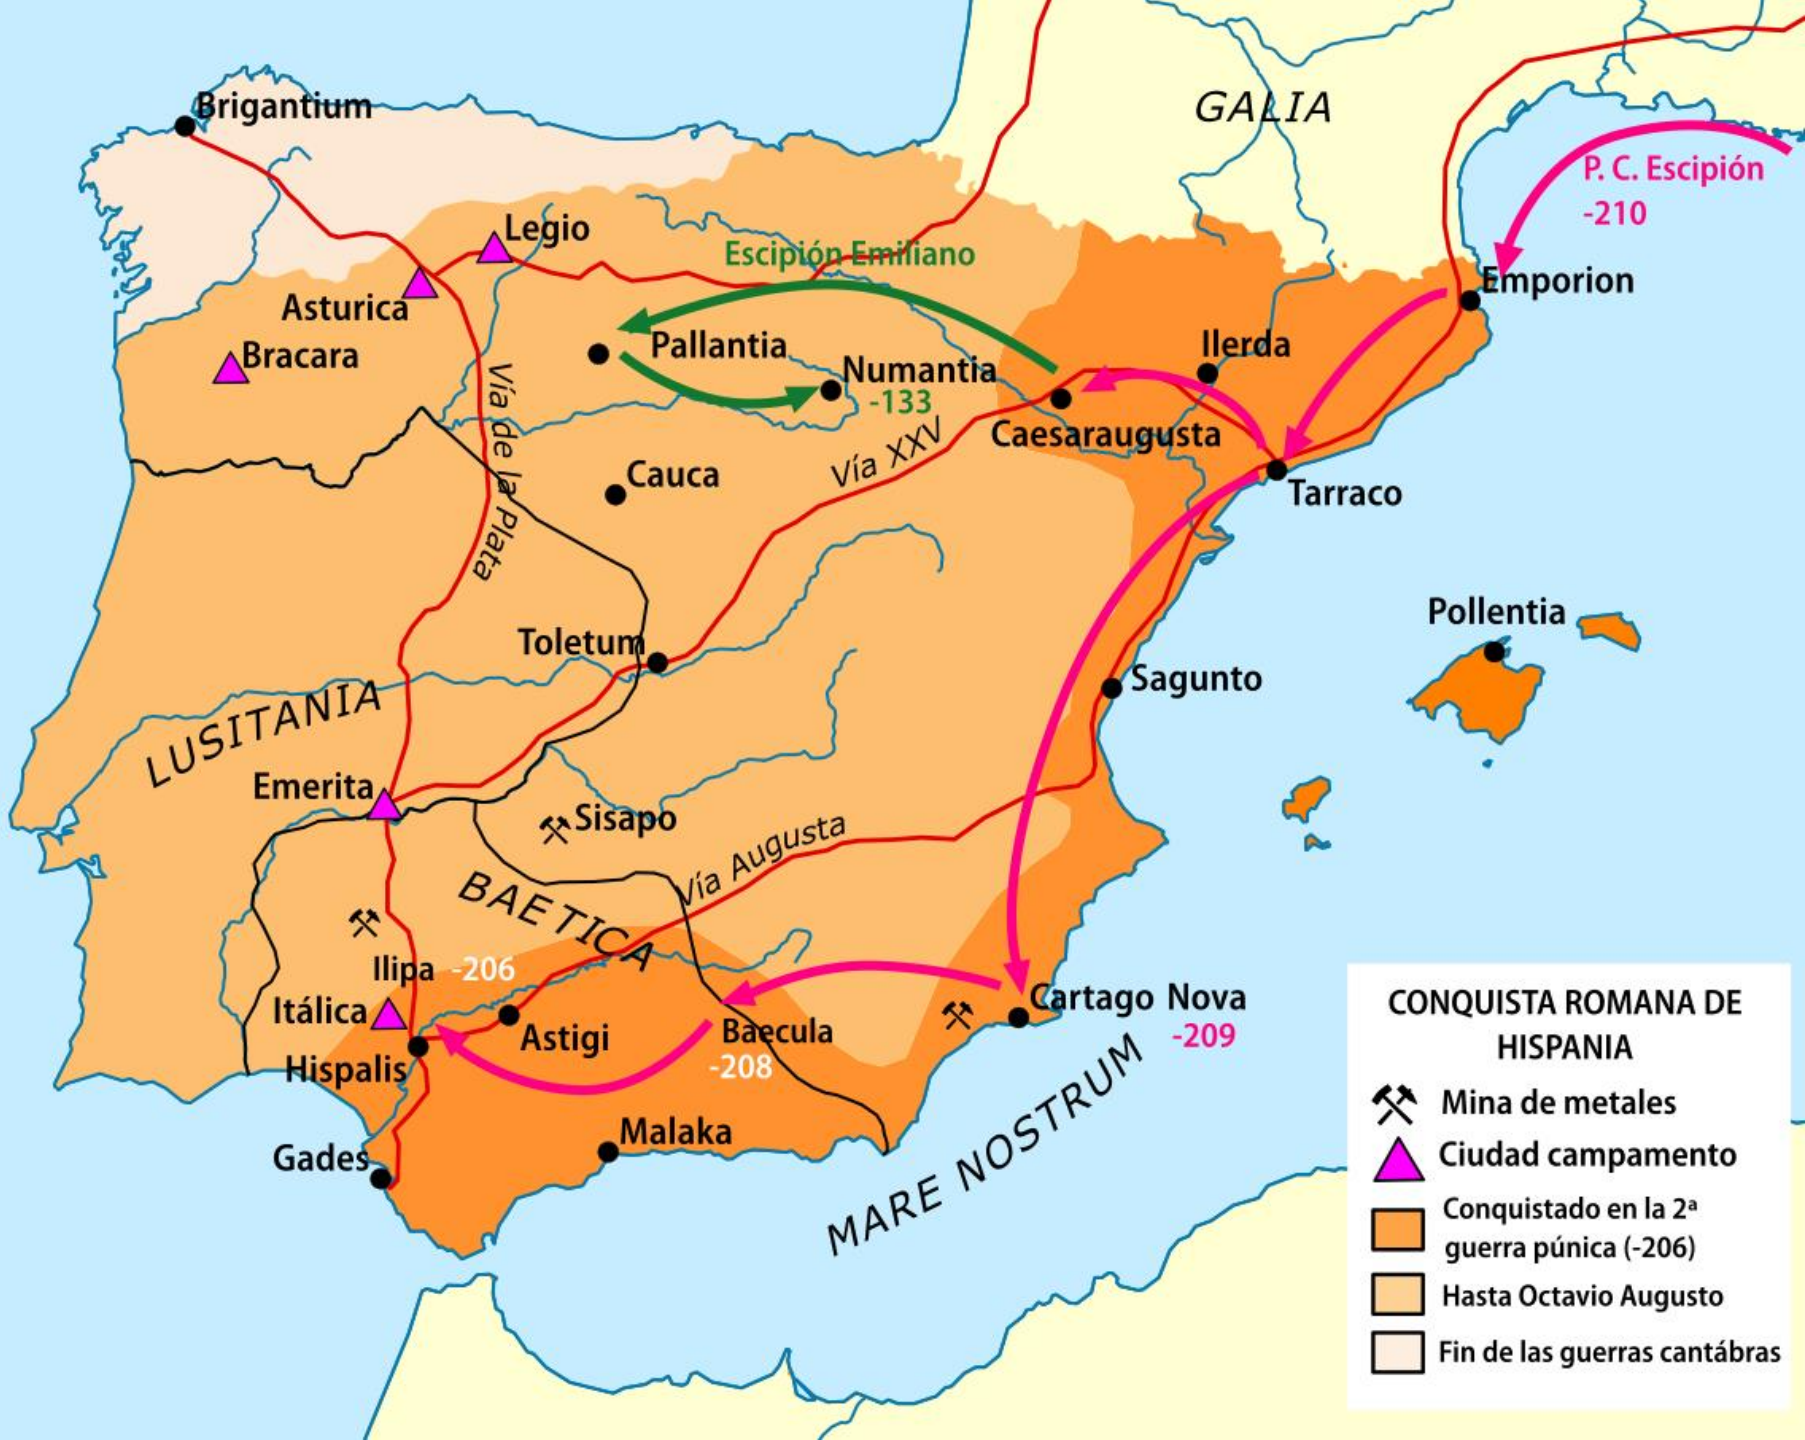 Brigantium
GALIA
P. C. Escipión
-210
Legio
Escipión Emiliano
Emporion
Asturica
Bracara
Pallantia
Ilerda
Numantia
-133
Vía de la Plata
Vía XXV
Caesaraugusta
Cauca
Tarraco
Pollentia
Toletum
Sagunto
LUSITANIA
Emerita
Sisapo
Vía Augusta
BAETICA
Ilipa -206
Itálica
Astigi
Hispalis
Baecula
-208
Cartago Nova
-209
Malaka
Gades
MARE NOSTRUM
CONQUISTA ROMANA DE
HISPANIA
Mina de metales
Ciudad campamento
Conquistado en la 2ª
guerra púnica (-206)
Hasta Octavio Augusto
Fin de las guerras cantábras